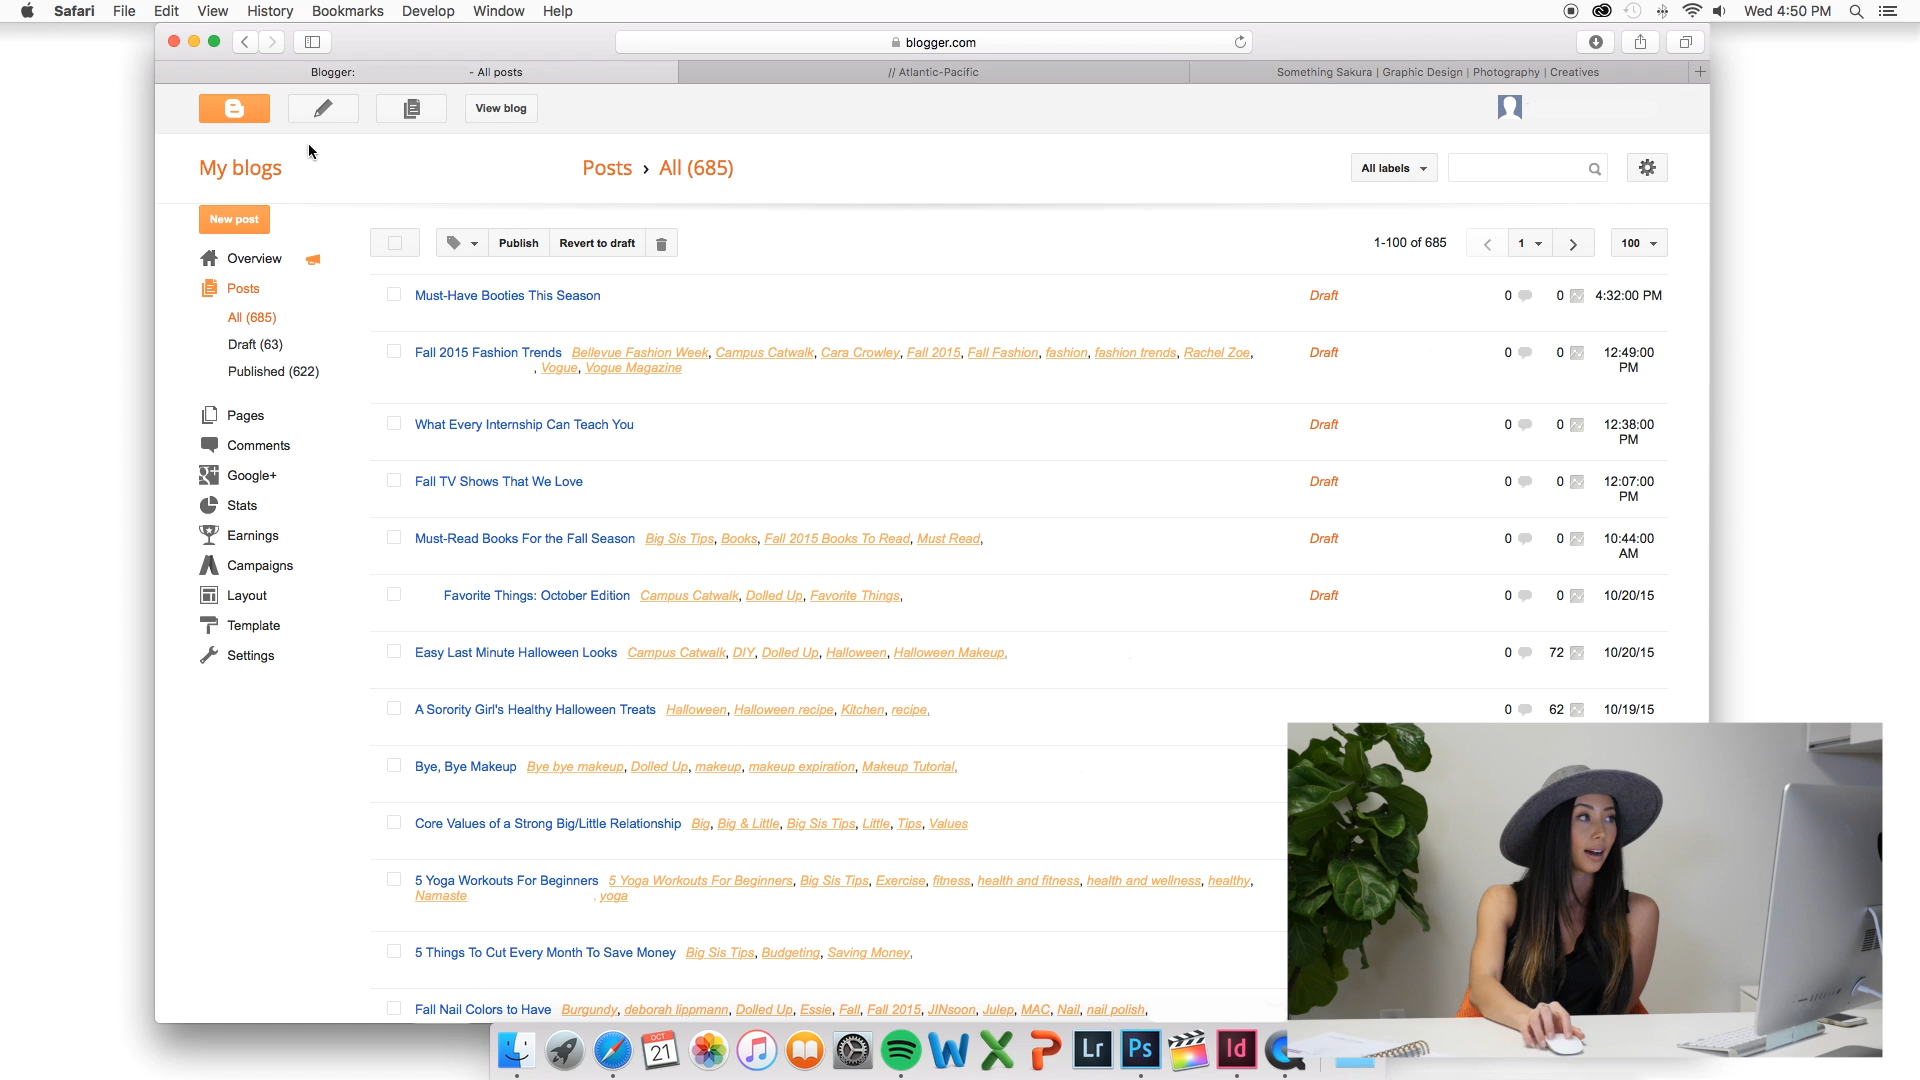 Safari File Edit View History Bookmarks Develop Window Help Wed 4:50 PM
blogger.com
Blogger: - All posts // Atlantic-Pacific Something Sakura | Graphic Design | Photography | Creatives
View blog
My blogs Posts › All (685) All labels
New post
Publish Revert to draft 1-100 of 685 1 100
Overview
Posts
All (685)
Draft (63)
Published (622)
Pages
Comments
Google+
Stats
Earnings
Campaigns
Layout
Template
Settings
Must-Have Booties This Season Draft 0 0 4:32:00 PM
Fall 2015 Fashion Trends Bellevue Fashion Week, Campus Catwalk, Cara Crowley, Fall 2015, Fall Fashion, fashion, fashion trends, Rachel Zoe, Draft 0 0 12:49:00
, Vogue, Vogue Magazine PM
What Every Internship Can Teach You Draft 0 0 12:38:00
PM
Fall TV Shows That We Love Draft 0 0 12:07:00
PM
Must-Read Books For the Fall Season Big Sis Tips, Books, Fall 2015 Books To Read, Must Read, Draft 0 0 10:44:00
AM
Favorite Things: October Edition Campus Catwalk, Dolled Up, Favorite Things, Draft 0 0 10/20/15
Easy Last Minute Halloween Looks Campus Catwalk, DIY, Dolled Up, Halloween, Halloween Makeup, 0 72 10/20/15
A Sorority Girl's Healthy Halloween Treats Halloween, Halloween recipe, Kitchen, recipe, 0 62 10/19/15
Bye, Bye Makeup Bye bye makeup, Dolled Up, makeup, makeup expiration, Makeup Tutorial,
Core Values of a Strong Big/Little Relationship Big, Big & Little, Big Sis Tips, Little, Tips, Values
5 Yoga Workouts For Beginners 5 Yoga Workouts For Beginners, Big Sis Tips, Exercise, fitness, health and fitness, health and wellness, healthy,
Namaste , yoga
5 Things To Cut Every Month To Save Money Big Sis Tips, Budgeting, Saving Money,
Fall Nail Colors to Have Burgundy, deborah lippmann, Dolled Up, Essie, Fall, Fall 2015, JINsoon, Julep, MAC, Nail, nail polish,
OCT
21
Lr Ps Id